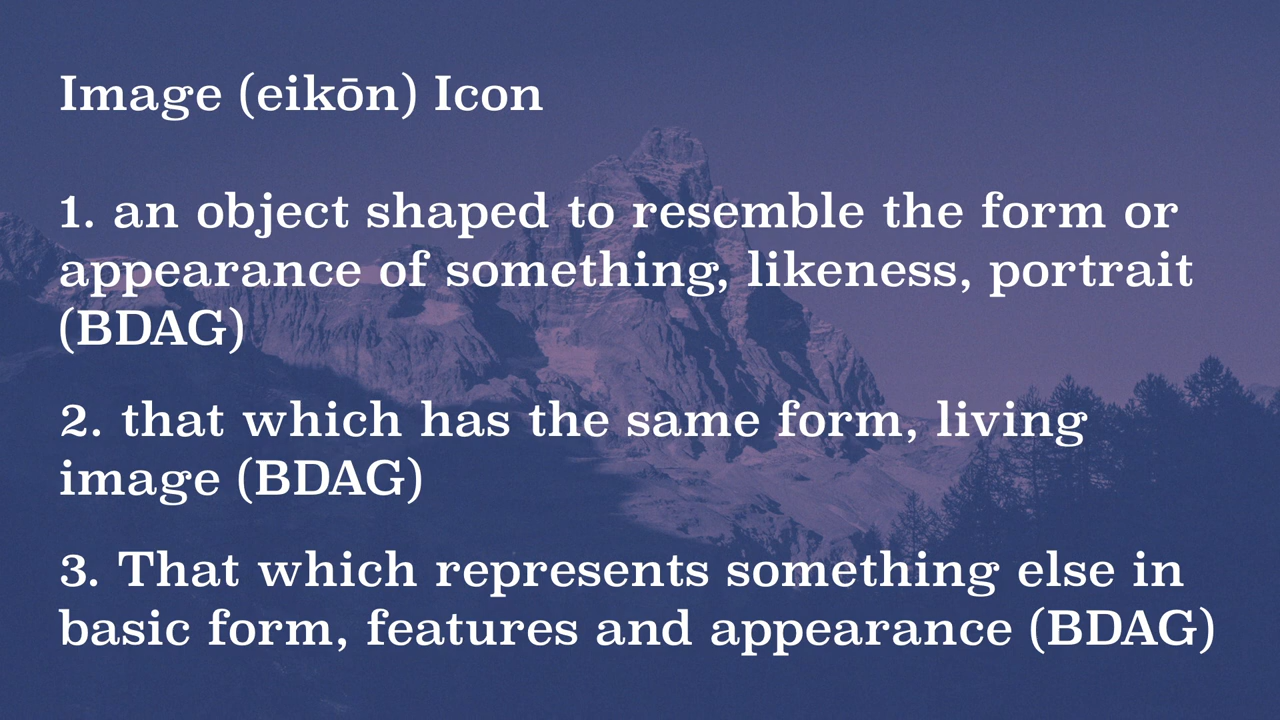 Image (eikōn) Icon
1. an object shaped to resemble the form or
appearance of something, likeness, portrait
(BDAG)
2. that which has the same form, living
image (BDAG)
3. That which represents something else in
basic form, features and appearance (BDAG)